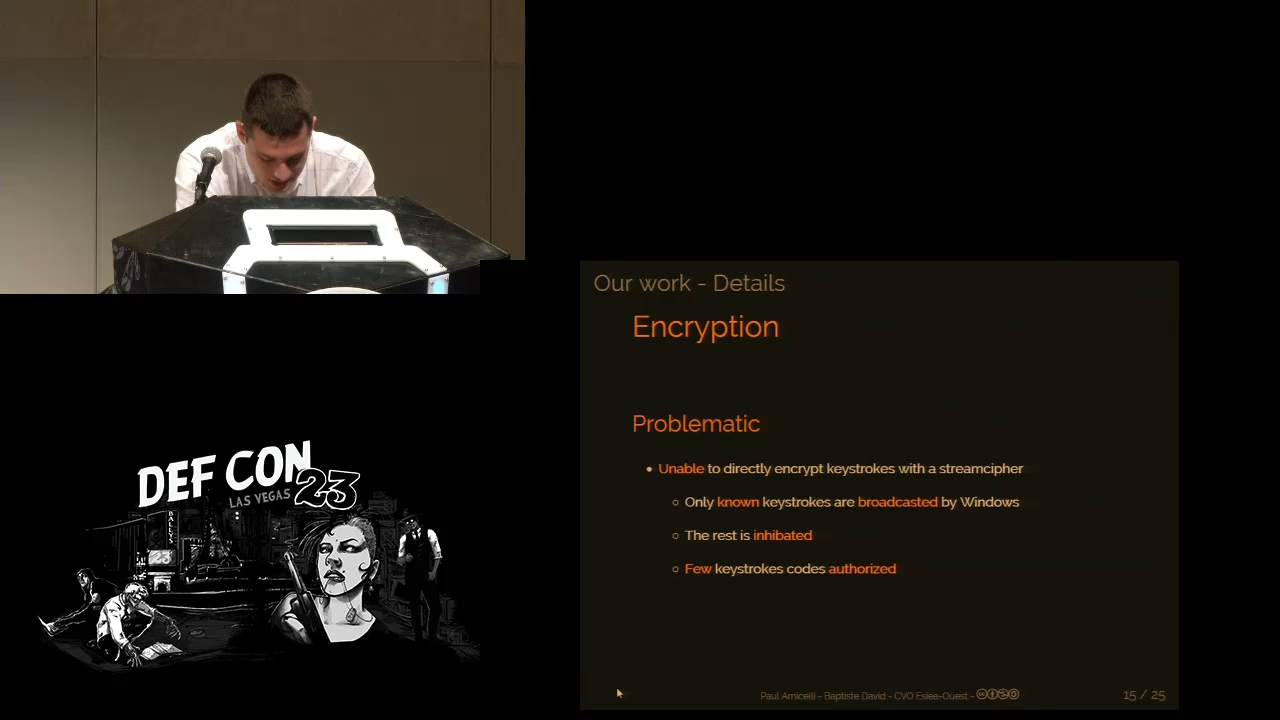 Our work - Details
Encryption
Problematic
Unable to directly encrypt keystrokes with a streamcipher
Only known keystrokes are broadcasted by Windows
The rest is inhibated
Few keystrokes codes authorized
Paul Amicelli - Baptiste David - CVO Esiea-Ouest -
15 / 25
DEF CON
LAS VEGAS 23
BALLYS
23